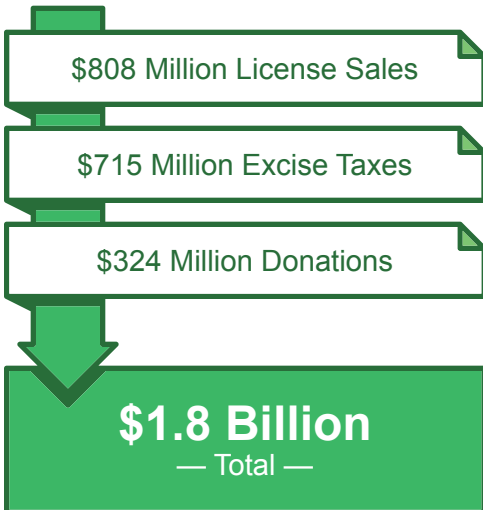 $808 Million License Sales
$715 Million Excise Taxes
$324 Million Donations
$1.8 Billion
— Total —